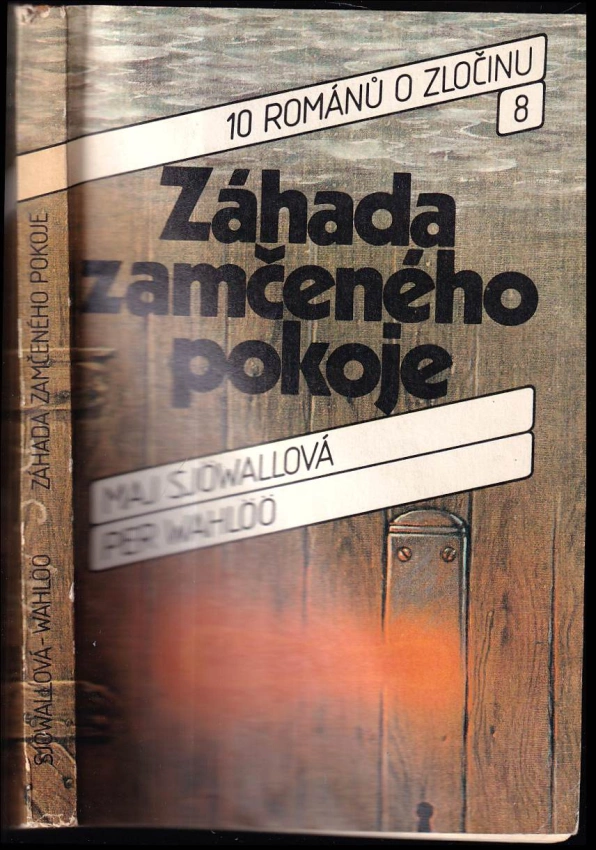 10 ROMÁNŮ O ZLOČINU
8
Záhada
zamčeného
pokoje
MAJ SJÖWALLOVÁ
PER WAHLÖÖ
ZÁHADA ZAMČENÉHO POKOJE
SJÖWALLOVÁ-WAHLÖÖ